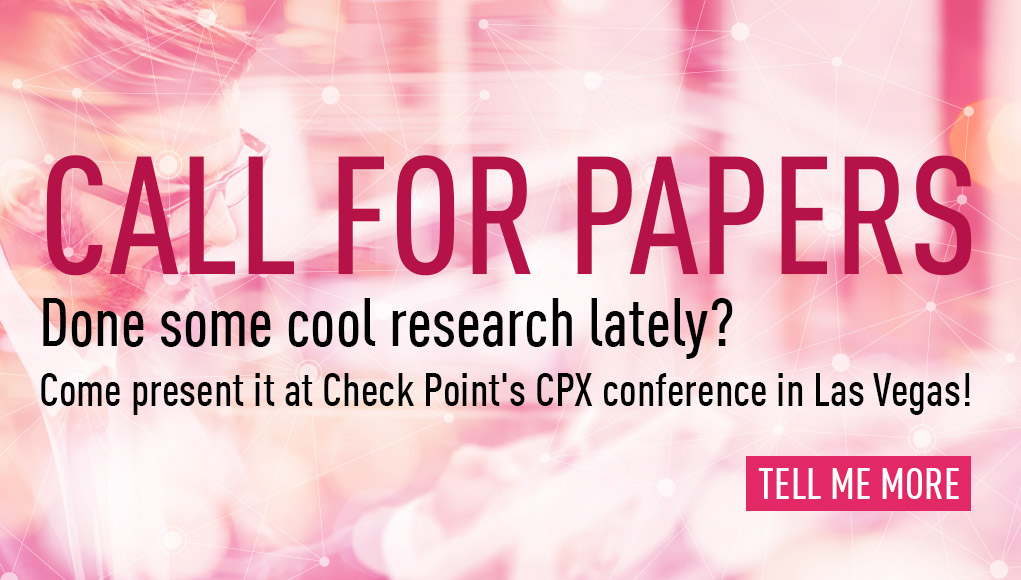 CALL FOR PAPERS
Done some cool research lately?
Come present it at Check Point's CPX conference in Las Vegas!
TELL ME MORE